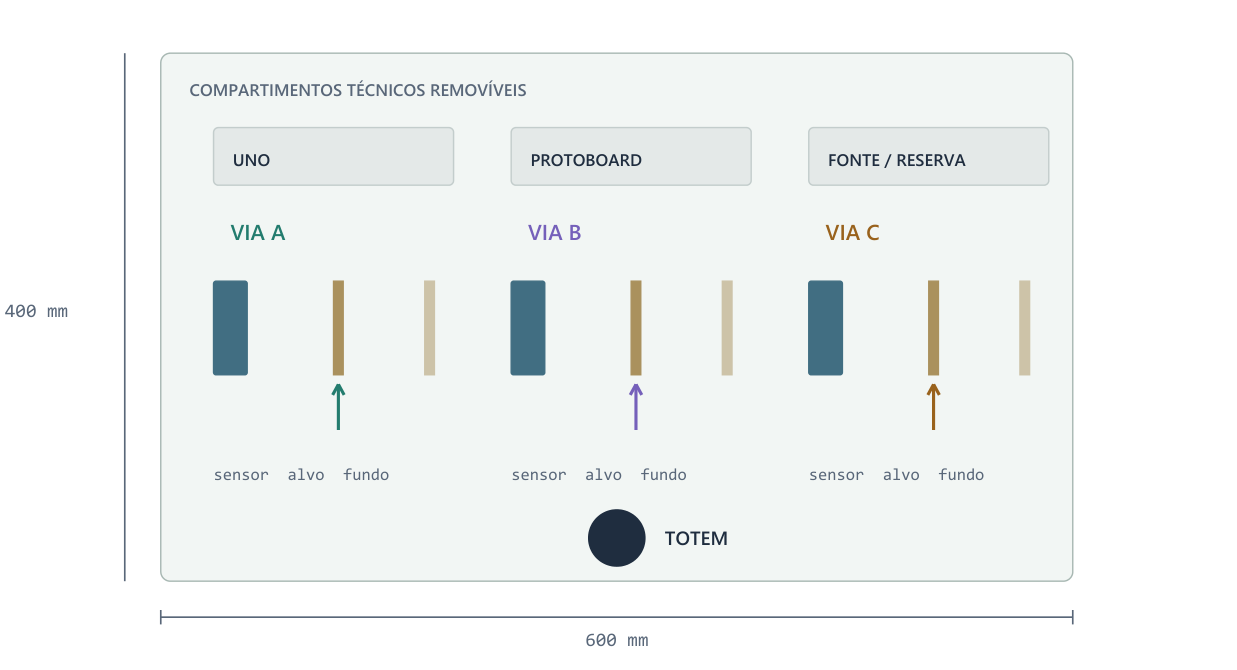 COMPARTIMENTOS TÉCNICOS REMOVÍVEIS
UNO
PROTOBOARD
FONTE / RESERVA
VIA A
VIA B
VIA C
400 mm
sensor alvo fundo
sensor alvo fundo
sensor alvo fundo
TOTEM
600 mm